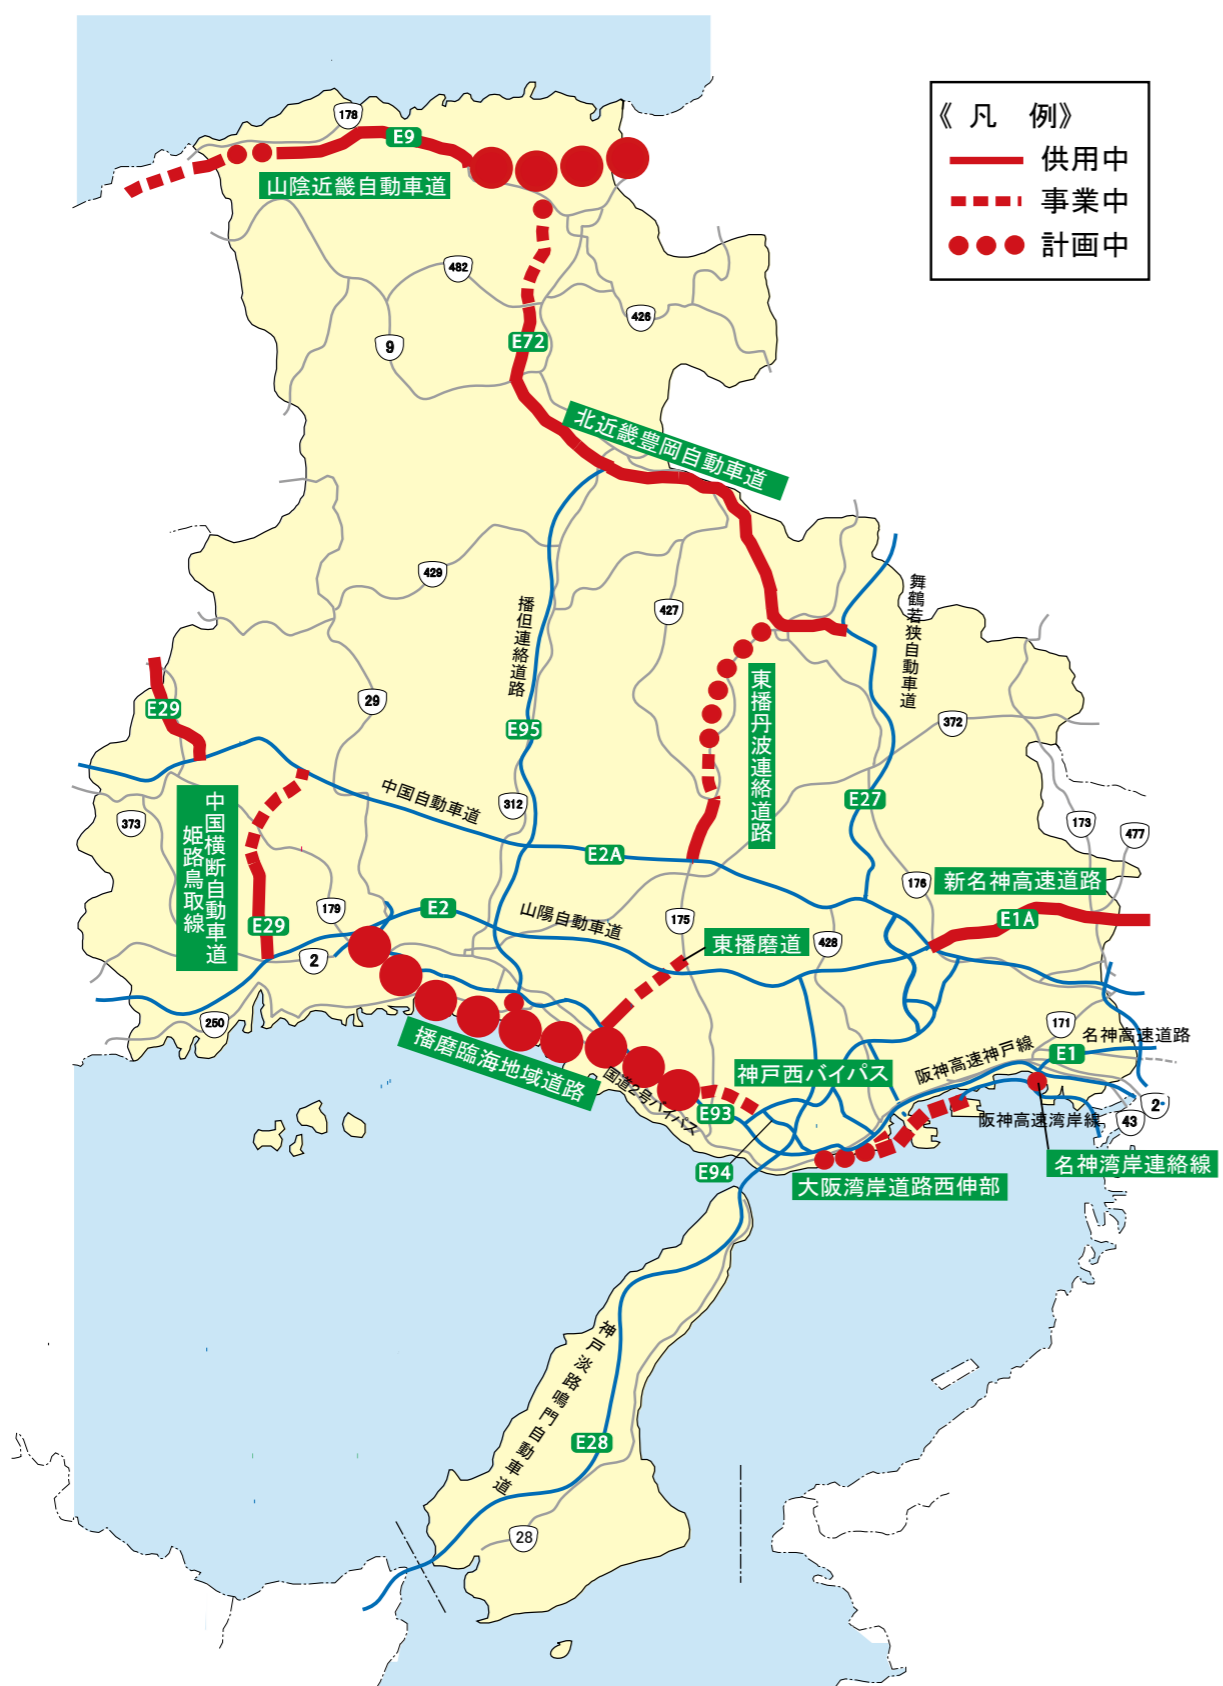 《 凡　例》
供用中
事業中
計画中
178
E9
山陰近畿自動車道
482
426
9
E72
北近畿豊岡自動車道
429
427
播但連絡道路
舞鶴若狭自動車道
E29
29
E95
東播丹波連絡道路
372
中国自動車道
312
E27
373
173
477
中国横断自動車道
姫路鳥取線
E2A
176
新名神高速道路
E1A
179
E2
山陽自動車道
175
E29
2
東播磨道
428
250
播磨臨海地域道路
171
名神高速道路
E1
阪神高速神戸線
神戸西バイパス
国道2号バイパス
E93
阪神高速湾岸線
2
43
E94
名神湾岸連絡線
大阪湾岸道路西伸部
神戸淡路鳴門自動車道
E28
28